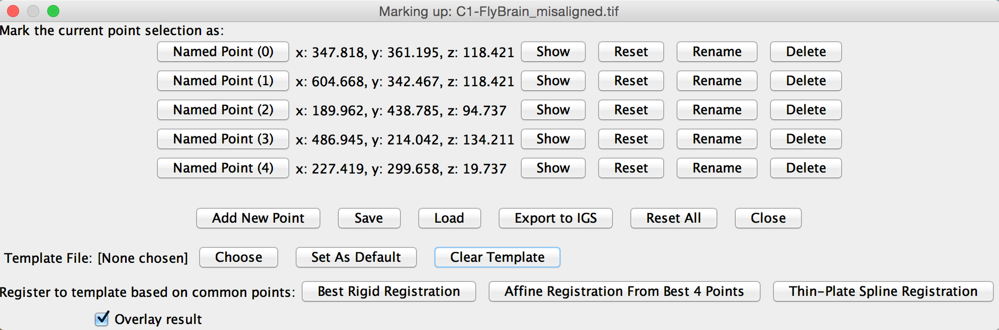 Marking up: C1-FlyBrain_misaligned.tif
Mark the current point selection as:
Named Point (0) x: 347.818, y: 361.195, z: 118.421 Show Reset Rename Delete
Named Point (1) x: 604.668, y: 342.467, z: 118.421 Show Reset Rename Delete
Named Point (2) x: 189.962, y: 438.785, z: 94.737 Show Reset Rename Delete
Named Point (3) x: 486.945, y: 214.042, z: 134.211 Show Reset Rename Delete
Named Point (4) x: 227.419, y: 299.658, z: 19.737 Show Reset Rename Delete
Add New Point Save Load Export to IGS Reset All Close
Template File: [None chosen] Choose Set As Default Clear Template
Register to template based on common points: Best Rigid Registration Affine Registration From Best 4 Points Thin-Plate Spline Registration
Overlay result